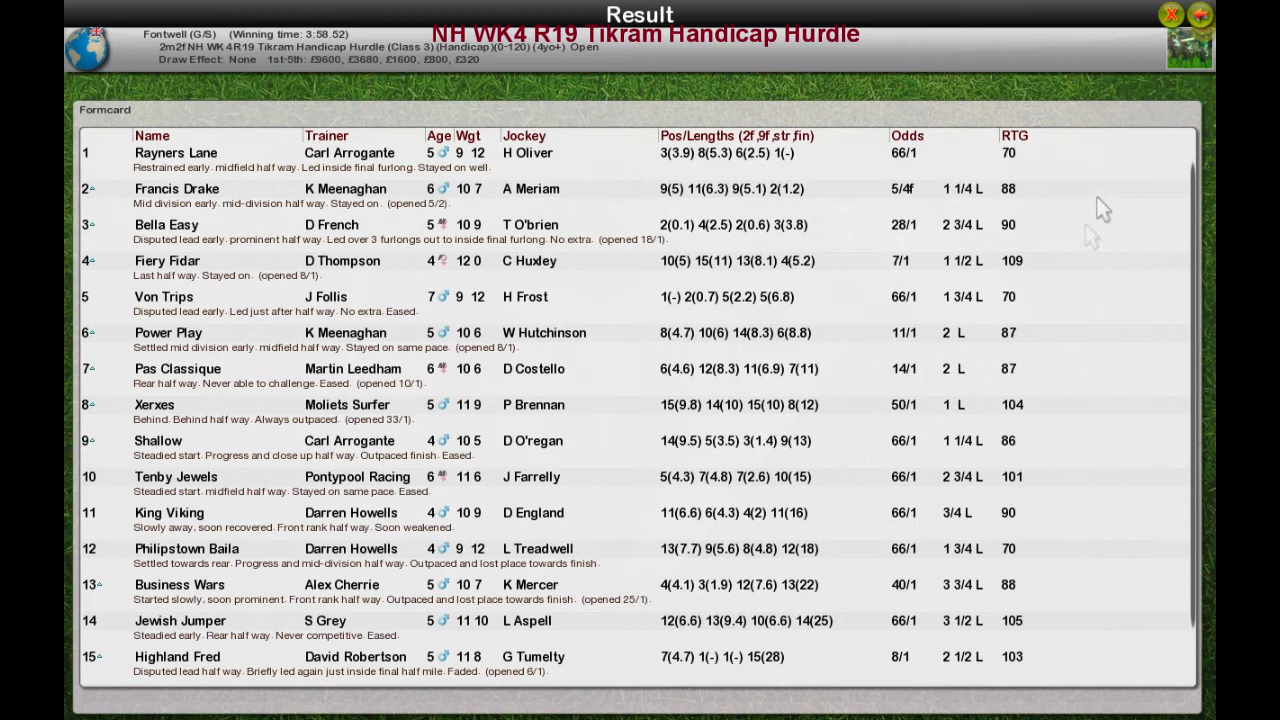 Result
NH WK4 R19 Tikram Handicap Hurdle
Fontwell (G/S) (Winning time: 3:58.52)
2m2f NH WK4 R19 Tikram Handicap Hurdle (Class 3) (Handicap)(0-120) (4yo+) Open
Draw Effect: None 1st-5th: £9600, £3680, £1600, £800, £320
Formcard
Name Trainer Age Wgt Jockey Pos/Lengths (2f,9f,str,fin) Odds RTG
1 Rayners Lane Carl Arrogante 5 9 12 H Oliver 3(3.9) 8(5.3) 6(2.5) 1(-) 66/1 70
Restrained early. midfield half way. Led inside final furlong. Stayed on well.
2 Francis Drake K Meenaghan 6 10 7 A Meriam 9(5) 11(6.3) 9(5.1) 2(1.2) 5/4f 1 1/4 L 88
Mid division early. mid-division half way. Stayed on. (opened 5/2).
3 Bella Easy D French 5 10 9 T O'brien 2(0.1) 4(2.5) 2(0.6) 3(3.8) 28/1 2 3/4 L 90
Disputed lead early. prominent half way. Led over 3 furlongs out to inside final furlong. No extra. (opened 18/1).
4 Fiery Fidar D Thompson 4 12 0 C Huxley 10(5) 15(11) 13(8.1) 4(5.2) 7/1 1 1/2 L 109
Last half way. Stayed on. (opened 8/1).
5 Von Trips J Follis 7 9 12 H Frost 1(-) 2(0.7) 5(2.2) 5(6.8) 66/1 1 3/4 L 70
Disputed lead early. Led just after half way. No extra. Eased.
6 Power Play K Meenaghan 5 10 6 W Hutchinson 8(4.7) 10(6) 14(8.3) 6(8.8) 11/1 2 L 87
Settled mid division early. midfield half way. Stayed on same pace. (opened 8/1).
7 Pas Classique Martin Leedham 6 10 6 D Costello 6(4.6) 12(8.3) 11(6.9) 7(11) 14/1 2 L 87
Rear half way. Never able to challenge. Eased. (opened 10/1).
8 Xerxes Moliets Surfer 5 11 9 P Brennan 15(9.8) 14(10) 15(10) 8(12) 50/1 1 L 104
Behind. Behind half way. Always outpaced. (opened 33/1).
9 Shallow Carl Arrogante 4 10 5 D O'regan 14(9.5) 5(3.5) 3(1.4) 9(13) 66/1 1 1/4 L 86
Steadied start. Progress and close up half way. Outpaced finish. Eased.
10 Tenby Jewels Pontypool Racing 6 11 6 J Farrelly 5(4.3) 7(4.8) 7(2.6) 10(15) 66/1 2 3/4 L 101
Steadied start. midfield half way. Stayed on same pace. Eased.
11 King Viking Darren Howells 4 10 9 D England 11(6.6) 6(4.3) 4(2) 11(16) 66/1 3/4 L 90
Slowly away, soon recovered. Front rank half way. Soon weakened.
12 Philipstown Baila Darren Howells 4 9 12 L Treadwell 13(7.7) 9(5.6) 8(4.8) 12(18) 66/1 1 3/4 L 70
Settled towards rear. Progress and mid-division half way. Outpaced and lost place towards finish.
13 Business Wars Alex Cherrie 5 10 7 K Mercer 4(4.1) 3(1.9) 12(7.6) 13(22) 40/1 3 3/4 L 88
Started slowly, soon prominent. Front rank half way. Outpaced and lost place towards finish. (opened 25/1).
14 Jewish Jumper S Grey 5 11 10 L Aspell 12(6.6) 13(9.4) 10(6.6) 14(25) 66/1 3 1/2 L 105
Steadied early. Rear half way. Never competitive. Eased.
15 Highland Fred David Robertson 5 11 8 G Tumelty 7(4.7) 1(-) 1(-) 15(28) 8/1 2 1/2 L 103
Disputed lead half way. Briefly led again just inside final half mile. Faded. (opened 6/1).